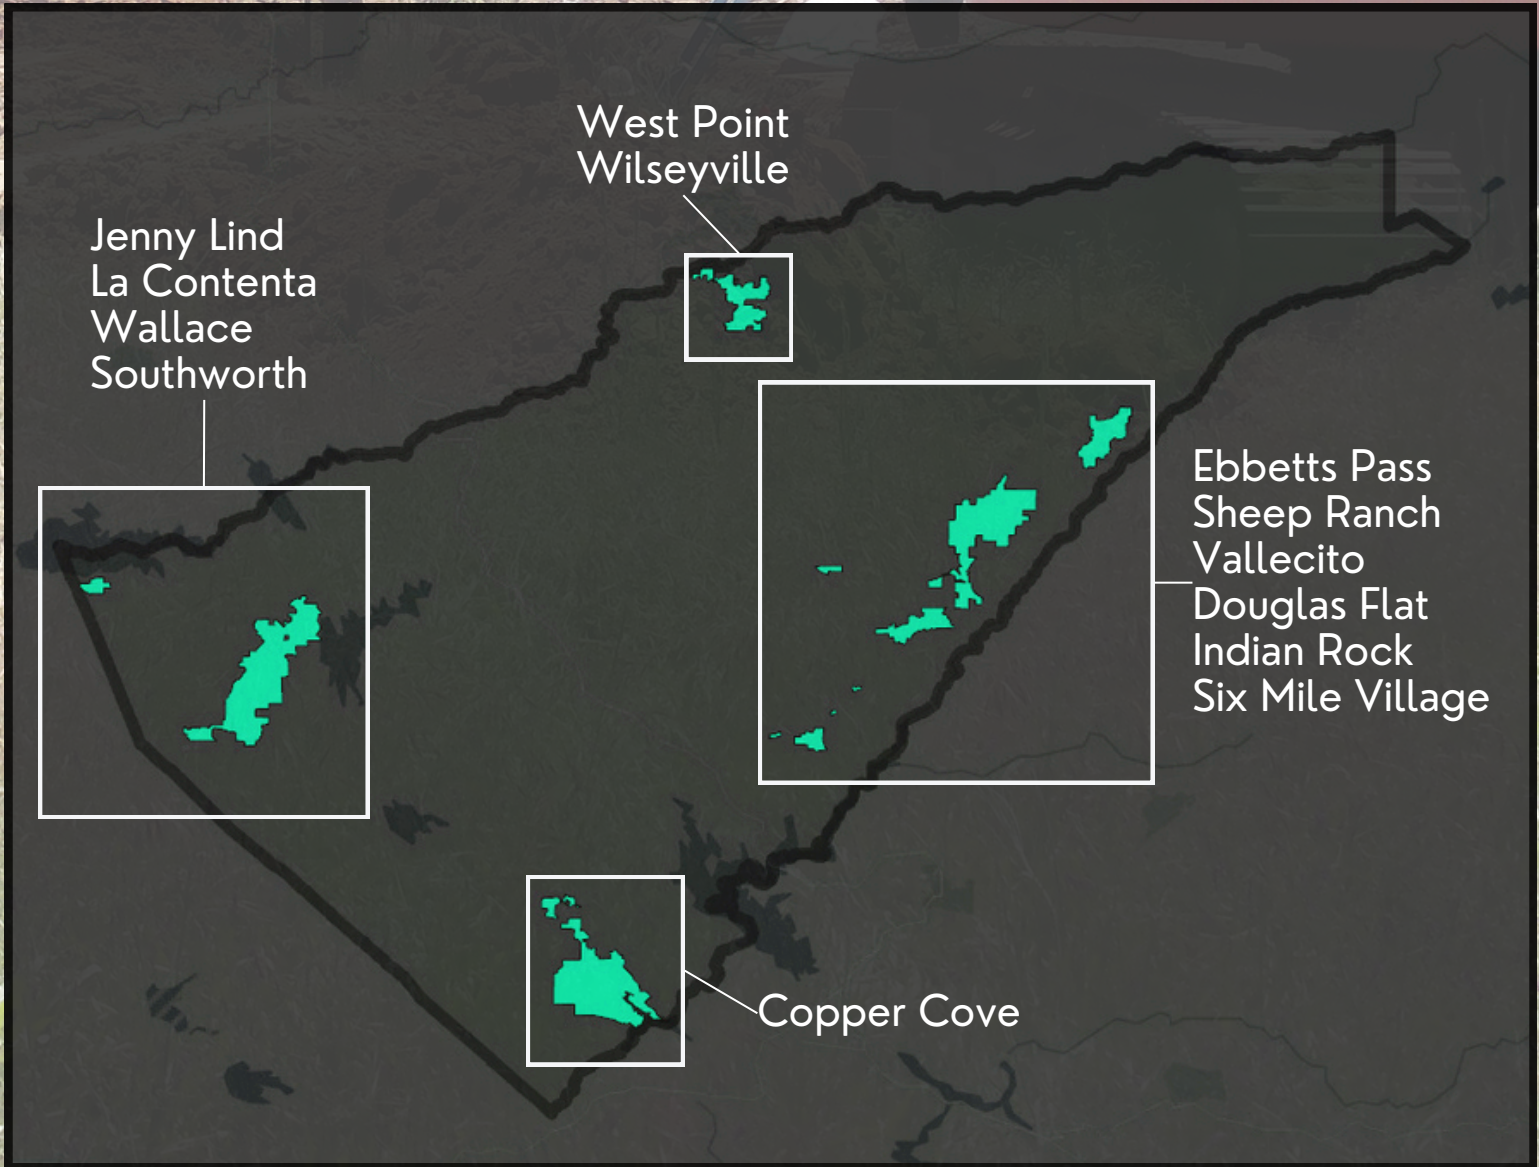 West Point
Wilseyville
Jenny Lind
La Contenta
Wallace
Southworth
Ebbetts Pass
Sheep Ranch
Vallecito
Douglas Flat
Indian Rock
Six Mile Village
Copper Cove